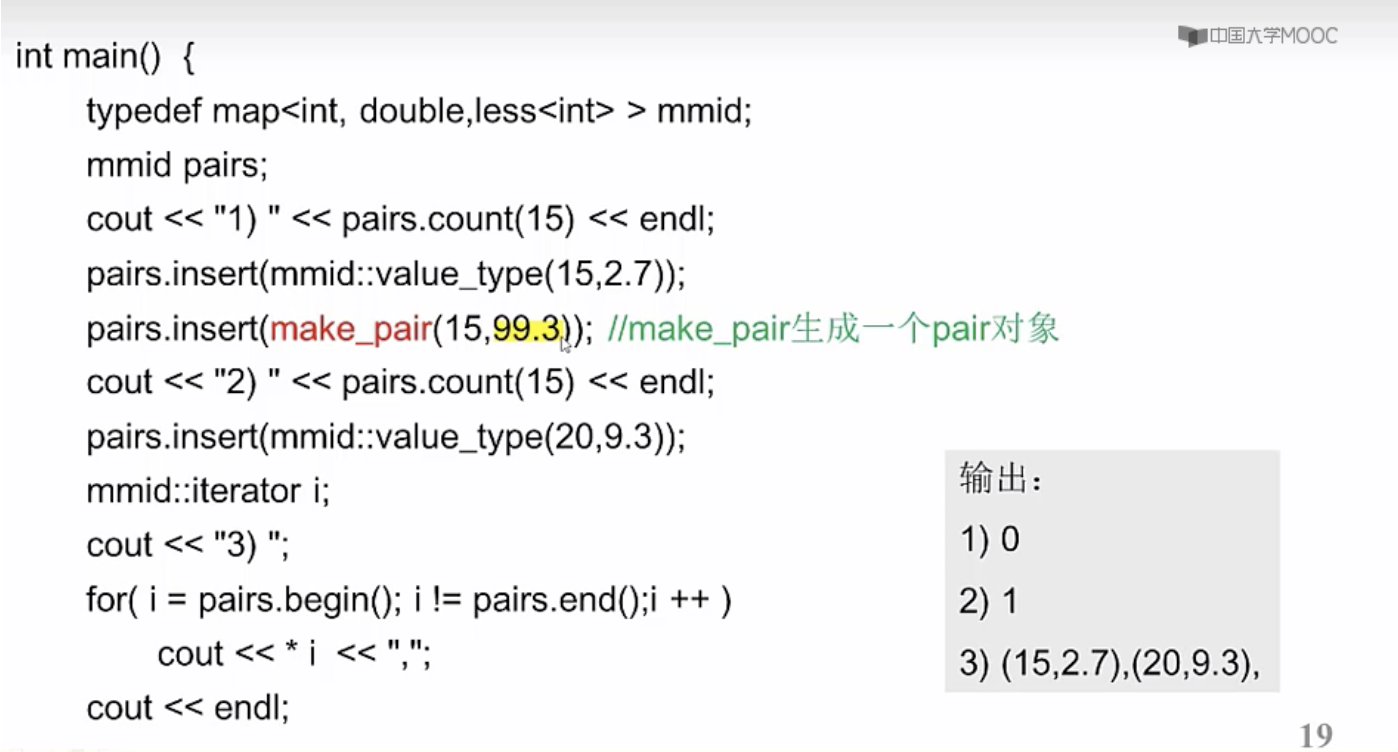 中国大学MOOC
int main() {
typedef map<int, double,less<int> > mmid;
mmid pairs;
cout << "1) " << pairs.count(15) << endl;
pairs.insert(mmid::value_type(15,2.7));
pairs.insert(make_pair(15,99.3)); //make_pair生成一个pair对象
cout << "2) " << pairs.count(15) << endl;
pairs.insert(mmid::value_type(20,9.3));
mmid::iterator i;
cout << "3) ";
for( i = pairs.begin(); i != pairs.end();i ++ )
cout << * i << ",";
cout << endl;
输出：
1) 0
2) 1
3) (15,2.7),(20,9.3),
19